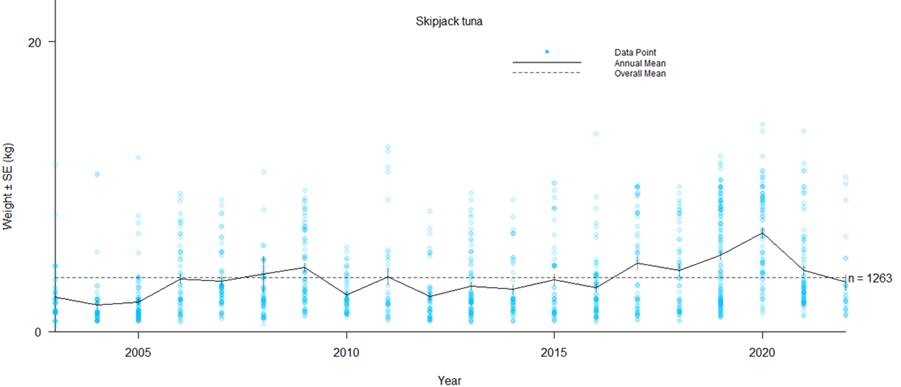 Skipjack tuna
20
Data Point
Annual Mean
Overall Mean
Weight ± SE (kg)
n = 1263
0
2005 2010 2015 2020
Year